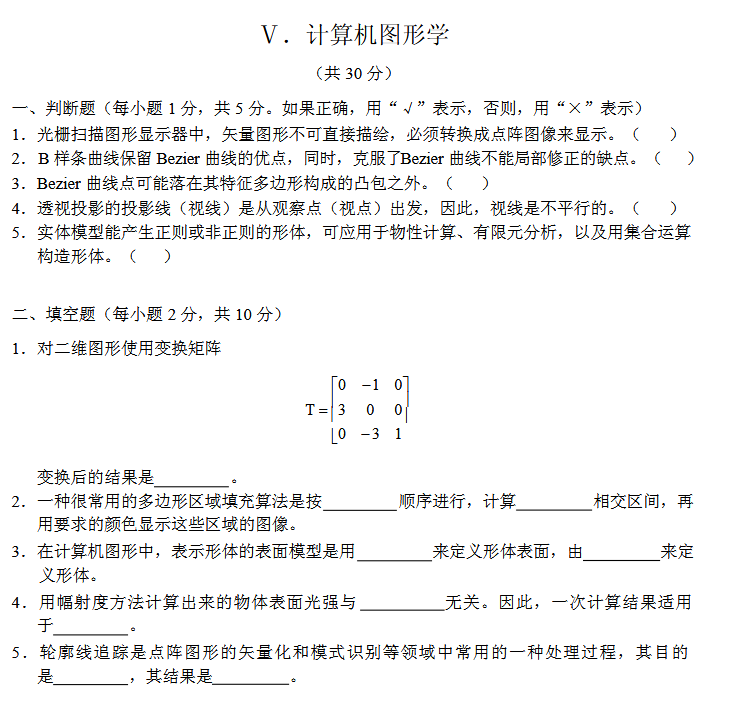 Ⅴ．计算机图形学
（共 30 分）
一、判断题（每小题 1 分，共 5 分。如果正确，用“√”表示，否则，用“×”表示）
1．光栅扫描图形显示器中，矢量图形不可直接描绘，必须转换成点阵图像来显示。（ ）
2．B 样条曲线保留 Bezier 曲线的优点，同时，克服了Bezier 曲线不能局部修正的缺点。（ ）
3．Bezier 曲线点可能落在其特征多边形构成的凸包之外。（ ）
4．透视投影的投影线（视线）是从观察点（视点）出发，因此，视线是不平行的。（ ）
5．实体模型能产生正则或非正则的形体，可应用于物性计算、有限元分析，以及用集合运算
构造形体。（ ）
二、填空题（每小题 2 分，共 10 分）
1．对二维图形使用变换矩阵
0 −1 0
T = 3 0 0
0 −3 1
变换后的结果是_________。
2．一种很常用的多边形区域填充算法是按_________顺序进行，计算_________相交区间，再
用要求的颜色显示这些区域的图像。
3．在计算机图形中，表示形体的表面模型是用_________来定义形体表面，由_________来定
义形体。
4．用幅射度方法计算出来的物体表面光强与__________无关。因此，一次计算结果适用
于_________。
5．轮廓线追踪是点阵图形的矢量化和模式识别等领域中常用的一种处理过程，其目的
是_________，其结果是_________。